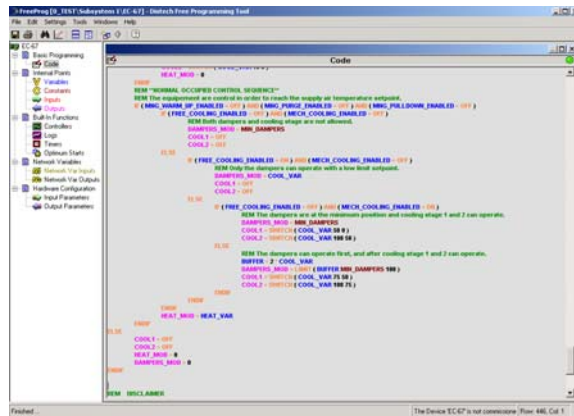 FreeProg [0_TEST\Subsystem 1\EC-67] - Distech Free Programming Tool
File Edit Settings Tools Windows Help
EC-67
Basic Programming
Code
Internal Points
Variables
Constants
Inputs
Outputs
Built-In Functions
Controllers
Logs
Timers
Optimum Starts
Network Variables
Network Var Inputs
Network Var Outputs
Hardware Configuration
Input Parameters
Output Parameters
Code
HEAT_MOD = 0
ENDIF
REM "NORMAL OCCUPIED CONTROL SEQUENCE"
REM The equipement are control in order to reach the supply air temperature setpoint.
IF ( MNG_WARM_UP_ENABLED = OFF ) AND ( MNG_PURGE_ENABLED = OFF ) AND ( MNG_PULLDOWN_ENABLED = OFF )
IF ( FREE_COOLING_ENABLED = OFF ) AND ( MECH_COOLING_ENABLED = OFF )
REM Both dampers and cooling stage are not allowed.
DAMPERS_MOD = MIN_DAMPERS
COOL1 = OFF
COOL2 = OFF
ELSE
IF ( FREE_COOLING_ENABLED = ON ) AND ( MECH_COOLING_ENABLED = OFF )
REM Only the dampers can operate with a low limit setpoint.
DAMPERS_MOD = COOL_VAR
COOL1 = OFF
COOL2 = OFF
ELSE
IF ( FREE_COOLING_ENABLED = OFF ) AND ( MECH_COOLING_ENABLED = ON )
REM The dampers are at the minimum position and cooling stage 1 and 2 can operate.
DAMPERS_MOD = MIN_DAMPERS
COOL1 = SWITCH ( COOL_VAR 50 0 )
COOL2 = SWITCH ( COOL_VAR 100 50 )
ELSE
REM The dampers can operate first, and after cooling stage 1 and 2 can operate.
BUFFER = 2 * COOL_VAR
DAMPERS_MOD = LIMIT ( BUFFER MIN_DAMPERS 100 )
COOL1 = SWITCH ( COOL_VAR 75 50 )
COOL2 = SWITCH ( COOL_VAR 100 75 )
ENDIF
ENDIF
ENDIF
HEAT_MOD = HEAT_VAR
ENDIF
ELSE
COOL1 = OFF
COOL2 = OFF
HEAT_MOD = 0
DAMPERS_MOD = 0
ENDIF
REM DISCLAIMER
Finished ...
The Device 'EC-67' is not commissione Row: 446, Col: 1